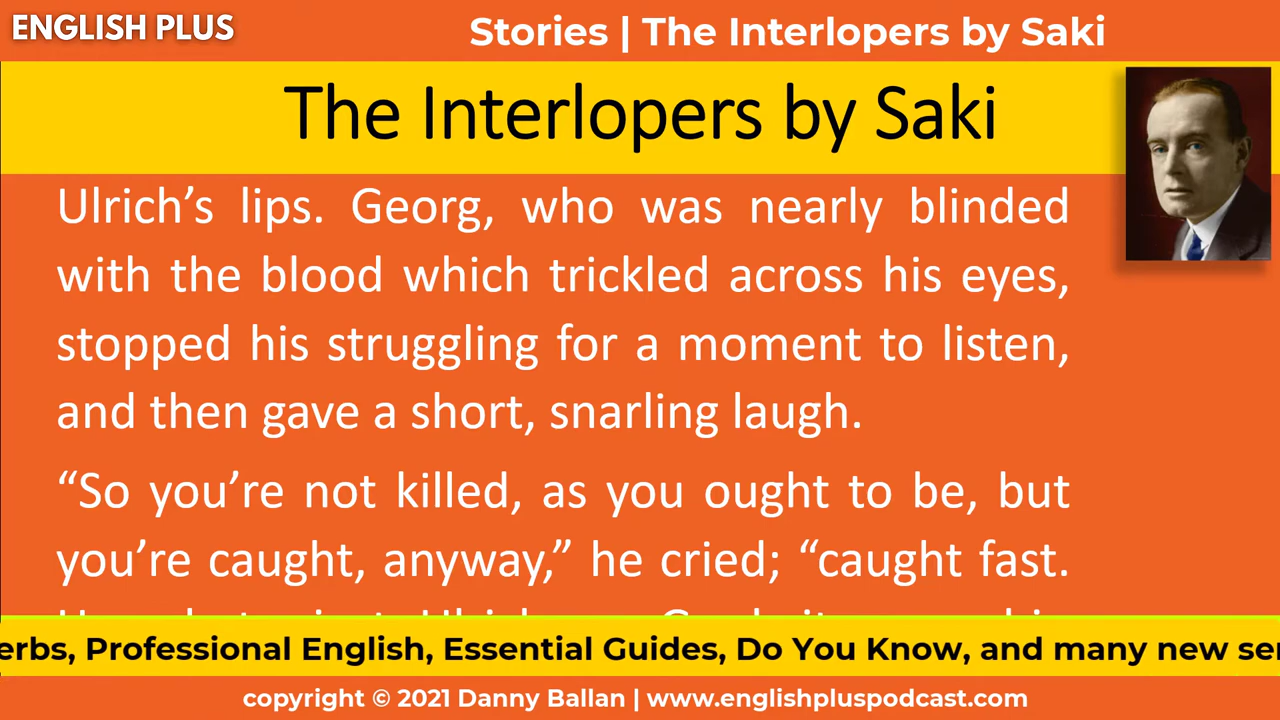 ENGLISH PLUS
Stories | The Interlopers by Saki
The Interlopers by Saki
Ulrich’s lips. Georg, who was nearly blinded
with the blood which trickled across his eyes,
stopped his struggling for a moment to listen,
and then gave a short, snarling laugh.
“So you’re not killed, as you ought to be, but
you’re caught, anyway,” he cried; “caught fast.
erbs, Professional English, Essential Guides, Do You Know, and many new ser
copyright © 2021 Danny Ballan | www.englishpluspodcast.com